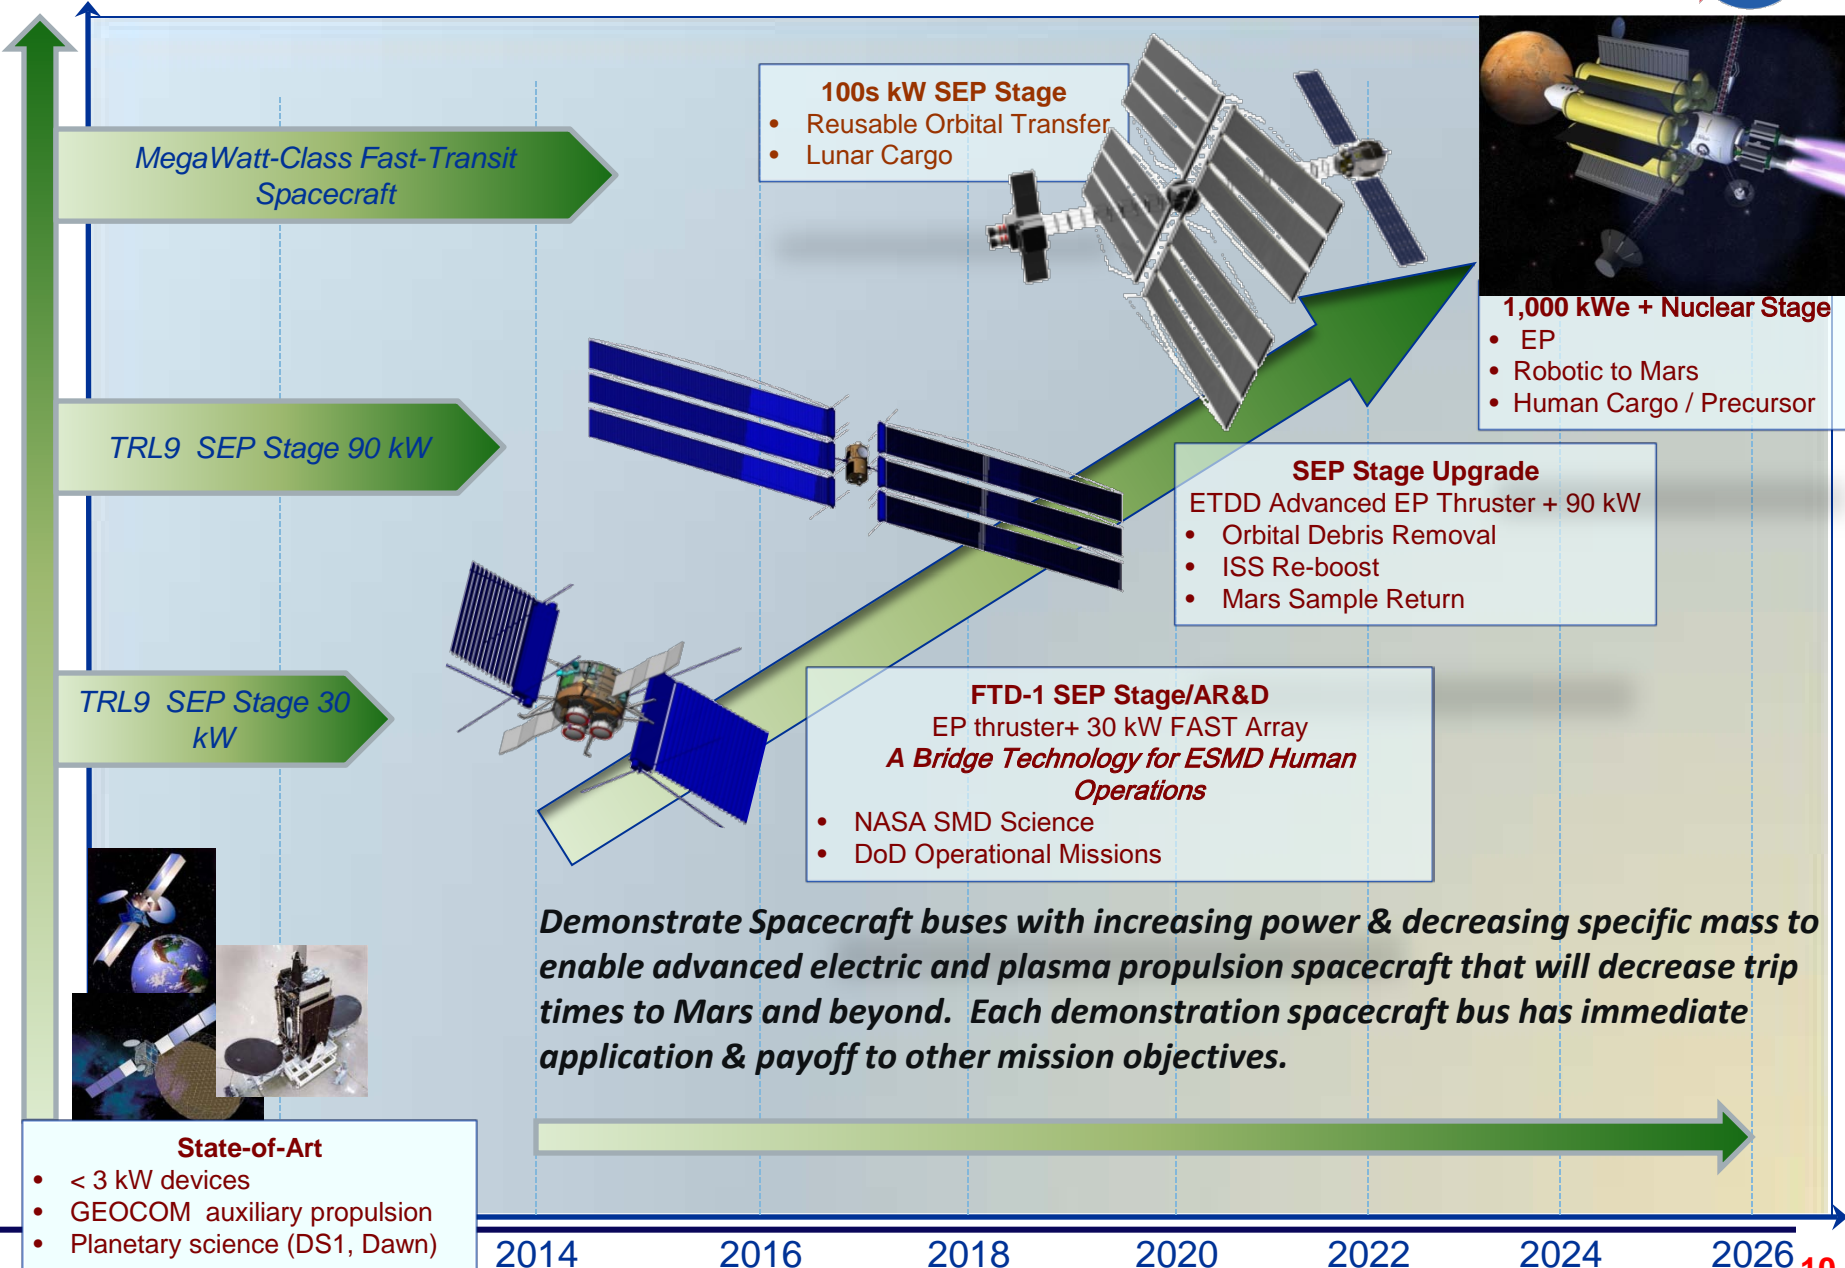 100s kW SEP Stage
• Reusable Orbital Transfer
• Lunar Cargo
MegaWatt-Class Fast-Transit
Spacecraft
1,000 kWe + Nuclear Stage
• EP
• Robotic to Mars
• Human Cargo / Precursor
TRL9 SEP Stage 90 kW
SEP Stage Upgrade
ETDD Advanced EP Thruster + 90 kW
• Orbital Debris Removal
• ISS Re-boost
• Mars Sample Return
TRL9 SEP Stage 30
kW
FTD-1 SEP Stage/AR&D
EP thruster+ 30 kW FAST Array
A Bridge Technology for ESMD Human
Operations
• NASA SMD Science
• DoD Operational Missions
Demonstrate Spacecraft buses with increasing power & decreasing specific mass to
enable advanced electric and plasma propulsion spacecraft that will decrease trip
times to Mars and beyond. Each demonstration spacecraft bus has immediate
application & payoff to other mission objectives.
State-of-Art
• < 3 kW devices
• GEOCOM auxiliary propulsion
• Planetary science (DS1, Dawn)
2014 2016 2018 2020 2022 2024 2026